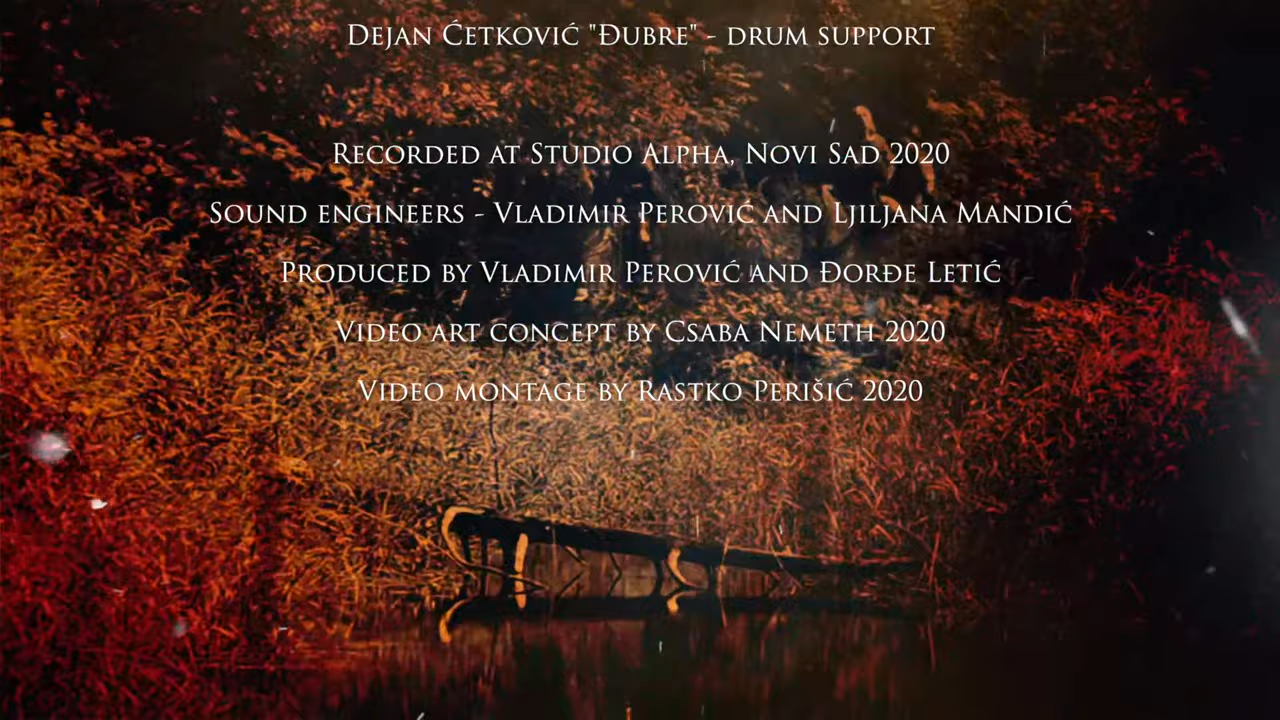 Dejan Ćetković "Đubre" - drum support
Recorded at Studio Alpha, Novi Sad 2020
Sound engineers - Vladimir Perović and Ljiljana Mandić
Produced by Vladimir Perović and Đorđe Letić
Video art concept by Csaba Nemeth 2020
Video montage by Rastko Perišić 2020